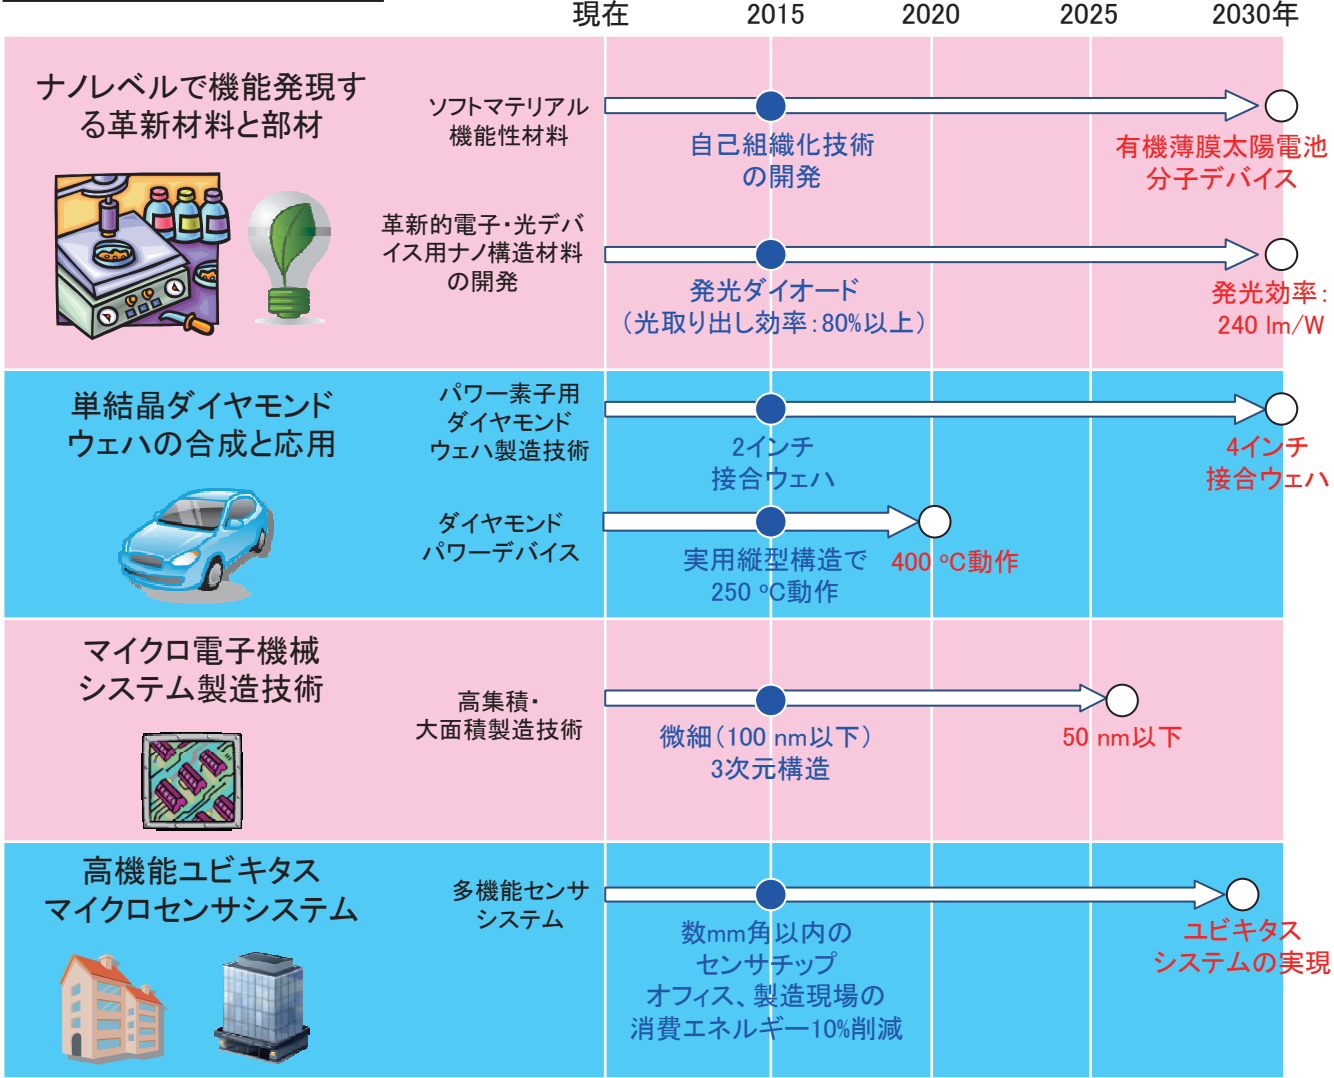 現在 2015 2020 2025 2030年
ナノレベルで機能発現す
る革新材料と部材
ソフトマテリアル
機能性材料
自己組織化技術
の開発
有機薄膜太陽電池
分子デバイス
革新的電子・光デバ
イス用ナノ構造材料
の開発
発光ダイオード
（光取り出し効率：80%以上）
発光効率：
240 lm/W
単結晶ダイヤモンド
ウェハの合成と応用
パワー素子用
ダイヤモンド
ウェハ製造技術
2インチ
接合ウェハ
4インチ
接合ウェハ
ダイヤモンド
パワーデバイス
実用縦型構造で
250 ºC動作
400 ºC動作
マイクロ電子機械
システム製造技術
高集積・
大面積製造技術
微細（100 nm以下）
3次元構造
50 nm以下
高機能ユビキタス
マイクロセンサシステム
多機能センサ
システム
数mm角以内の
センサチップ
オフィス、製造現場の
消費エネルギー10%削減
ユビキタス
システムの実現